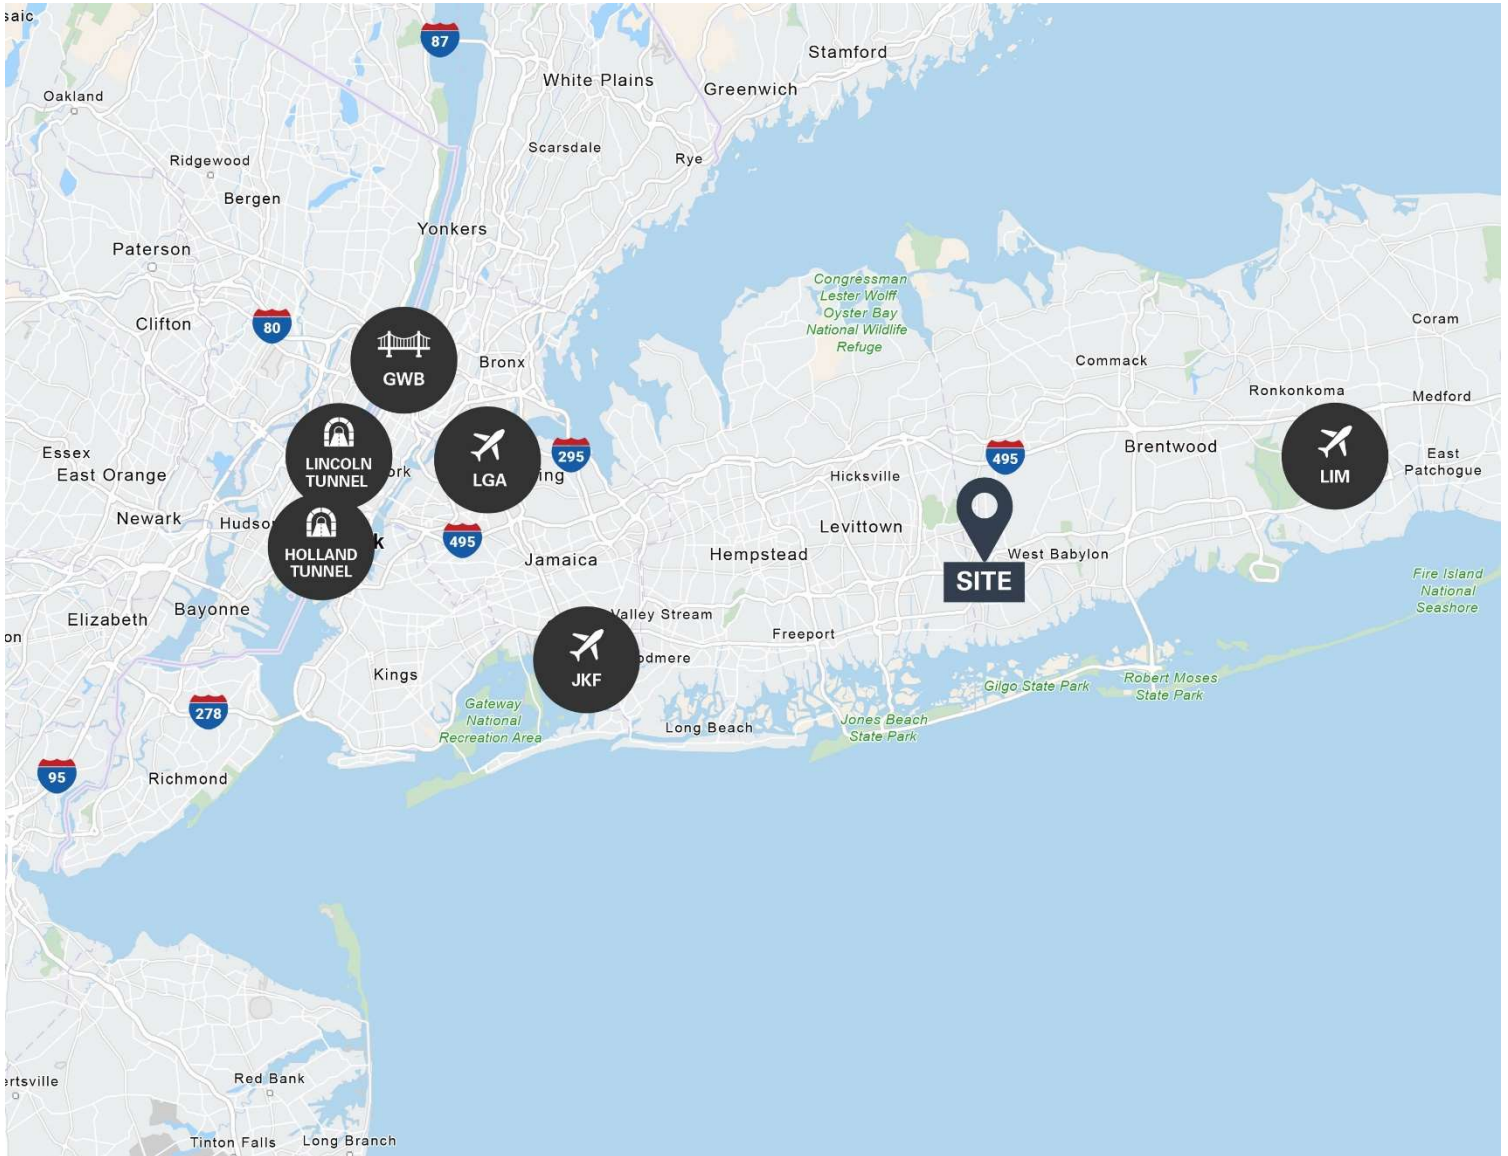 saic
87
Stamford
White Plains
Greenwich
Oakland
Scarsdale
Rye
Ridgewood
Bergen
Yonkers
Paterson
Congressman
Lester Wolff
Oyster Bay
National Wildlife
Refuge
Clifton
80
GWB
Bronx
Coram
Commack
Ronkonkoma
Medford
Essex
East Orange
LINCOLN
TUNNEL
ork
LGA
ing
295
Hicksville
495
Brentwood
LIM
East
Patchogue
Newark
Hudso
HOLLAND
TUNNEL
k
495
Jamaica
Hempstead
Levittown
SITE
West Babylon
Fire Island
National
Seashore
on
Elizabeth
Bayonne
Valley Stream
Freeport
Kings
JKF
odmere
Gilgo State Park
Robert Moses
State Park
278
Gateway
National
Recreation Area
Long Beach
Jones Beach
State Park
95
Richmond
ertsville
Red Bank
Tinton Falls
Long Branch